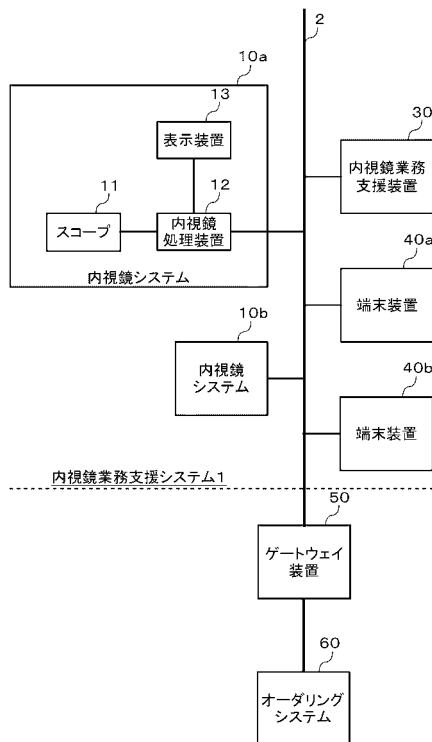 2
10a
13
表示装置
11
スコープ
12
内視鏡
処理装置
内視鏡システム
30
内視鏡業務
支援装置
40a
端末装置
10b
内視鏡
システム
40b
端末装置
内視鏡業務支援システム1
50
ゲートウェイ
装置
60
オーダリング
システム